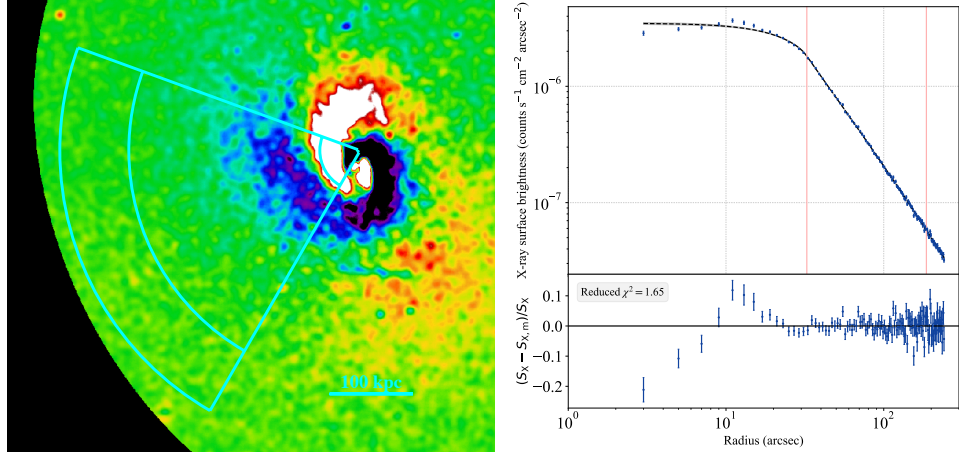 100 kpc
X-ray surface brightness (counts s⁻¹ cm⁻² arcsec⁻²)
10⁻⁶
10⁻⁷
Reduced χ² = 1.65
(S_X − S_X,m)/S_X
0.1
0.0
−0.1
−0.2
10⁰ 10¹ 10²
Radius (arcsec)